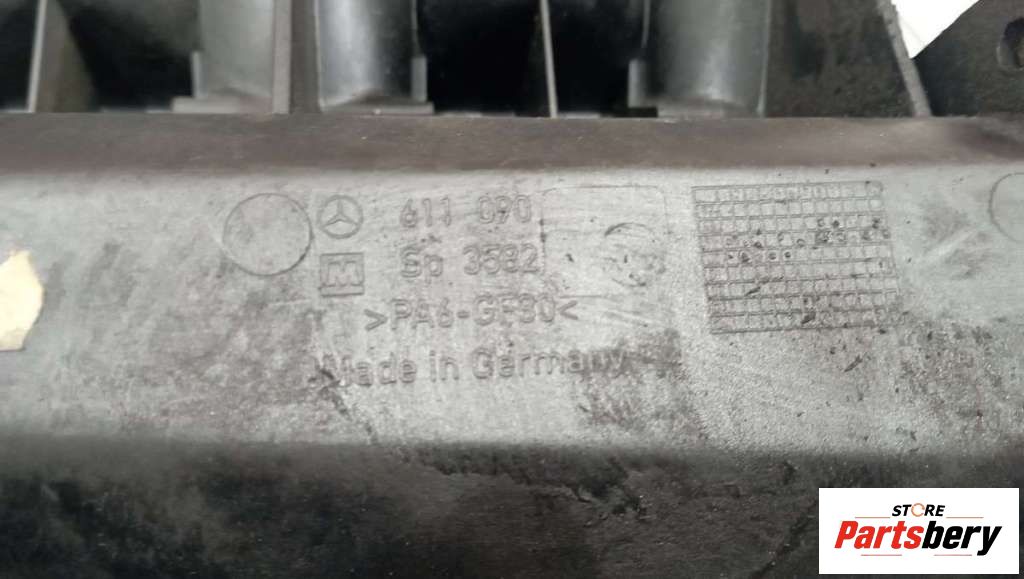 611 090
Sp 3582
>PA6-GF30<
Made in Germany
STORE
Partsbery